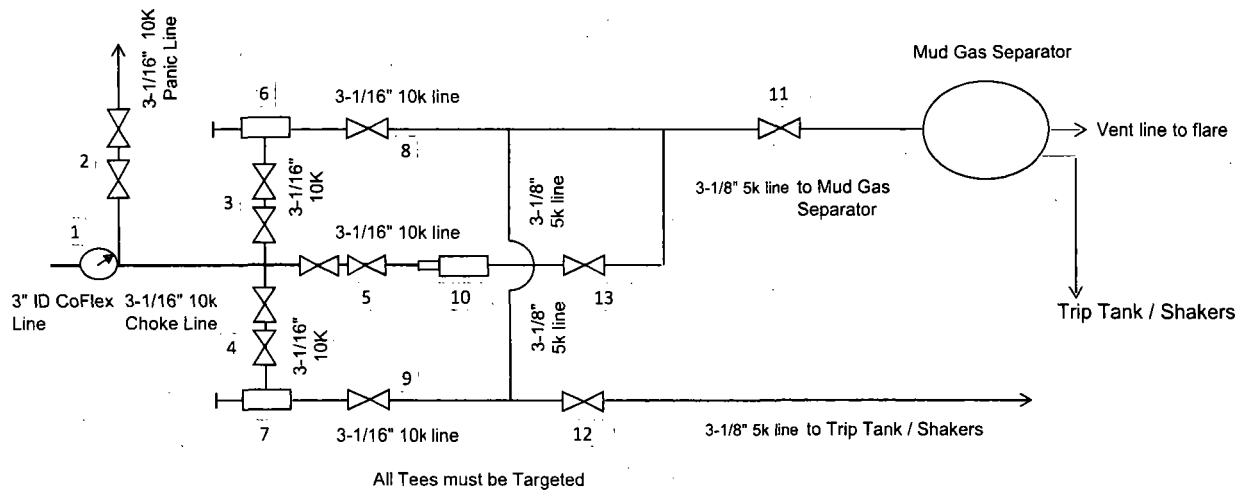 3-1/16" 10K
Panic Line
2
1
3" ID CoFlex
Line
3-1/16" 10k
Choke Line
6
3-1/16" 10k line
8
3
3-1/16"
10K
3-1/16" 10k line
5
10
13
4
3-1/16"
10K
9
7
3-1/16" 10k line
3-1/8"
5k line
3-1/8"
5k line
11
3-1/8" 5k line to Mud Gas
Separator
Mud Gas Separator
Vent line to flare
Trip Tank / Shakers
12
3-1/8" 5k line to Trip Tank / Shakers
All Tees must be Targeted